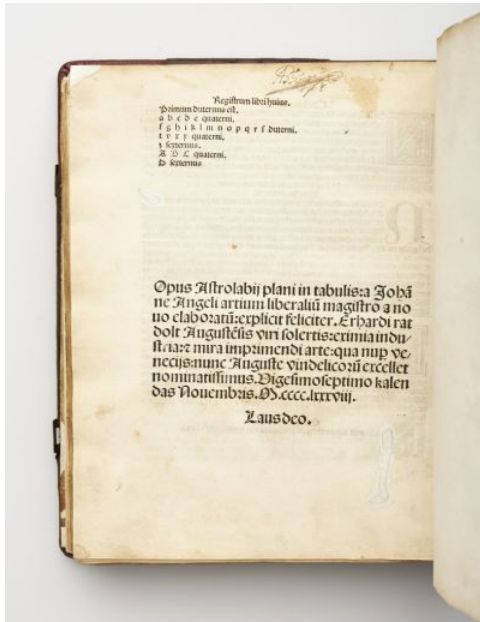 Registrum libri huius.
Primum duternus est.
a b c d e quaterni.
f g h i k l m n o p q r s duterni.
t v x y quaterni.
z sexternus.
A B C quaterni.
D sexternus
Opus Astrolabij plani in tabulis: a Johā
ne Angeli artium liberaliū magistro a no
uo elaboratū: explicit feliciter. Erhardi rat
dolt Augustēsis viri solertis: eximia indu-
stria: ⁊ mira imprimendi arte: qua nup ve-
necijs: nunc Auguste vindelicorū excellet
nominatissimus. Vigesimoseptimo kalen
das Nouembris. M.cccc.lxxxviij.
Laus deo.